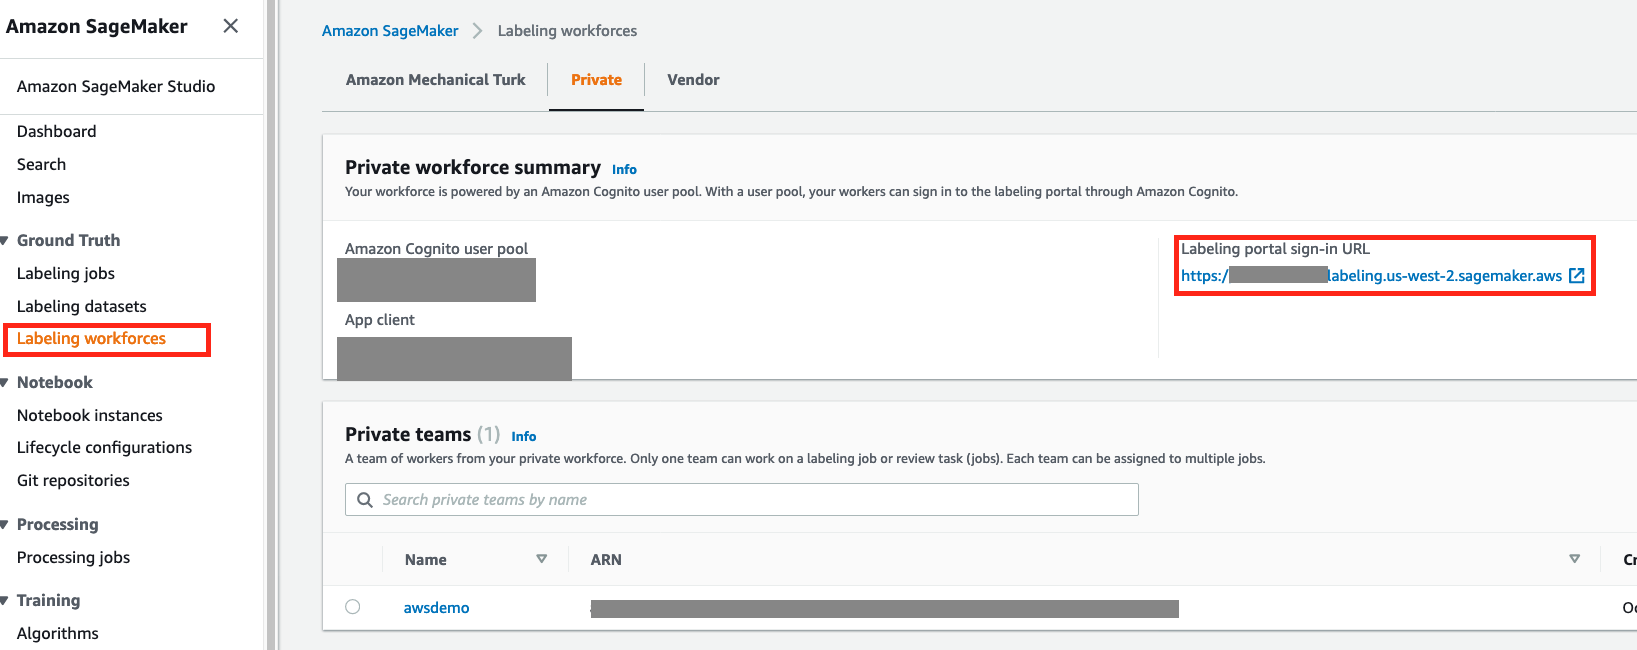 Amazon SageMaker
Amazon SageMaker Studio
Dashboard
Search
Images
Ground Truth
Labeling jobs
Labeling datasets
Labeling workforces
Notebook
Notebook instances
Lifecycle configurations
Git repositories
Processing
Processing jobs
Training
Algorithms
Amazon SageMaker > Labeling workforces
Amazon Mechanical Turk Private Vendor
Private workforce summary Info
Your workforce is powered by an Amazon Cognito user pool. With a user pool, your workers can sign in to the labeling portal through Amazon Cognito.
Amazon Cognito user pool
App client
Labeling portal sign-in URL
https:/ labeling.us-west-2.sagemaker.aws
Private teams (1) Info
A team of workers from your private workforce. Only one team can work on a labeling job or review task (jobs). Each team can be assigned to multiple jobs.
Search private teams by name
Name ARN
awsdemo